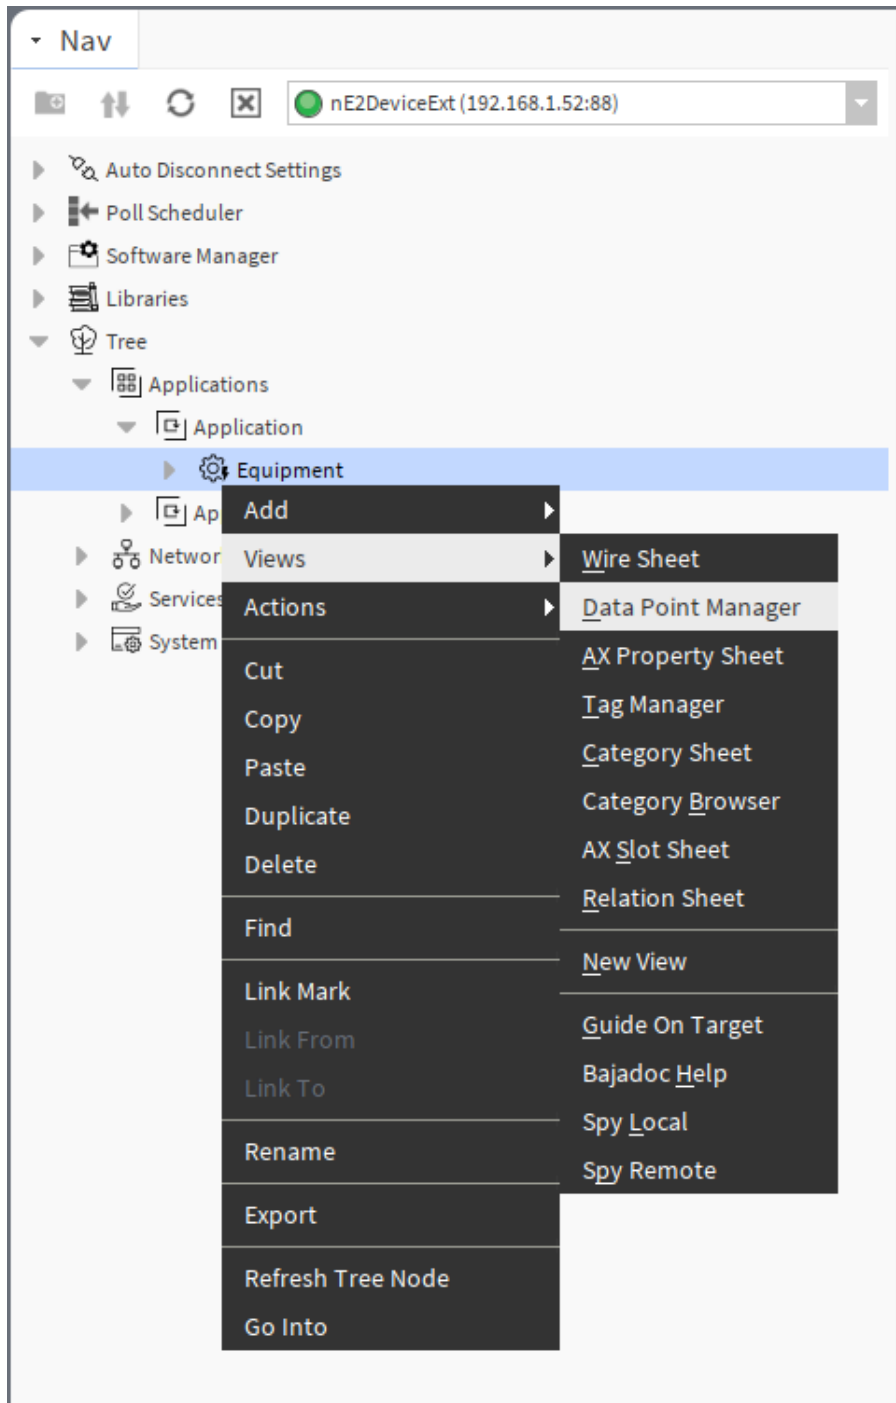 Nav
nE2DeviceExt (192.168.1.52:88)
Auto Disconnect Settings
Poll Scheduler
Software Manager
Libraries
Tree
Applications
Application
Equipment
Ap
Networ
Services
System
Add
Views
Actions
Cut
Copy
Paste
Duplicate
Delete
Find
Link Mark
Link From
Link To
Rename
Export
Refresh Tree Node
Go Into
Wire Sheet
Data Point Manager
AX Property Sheet
Tag Manager
Category Sheet
Category Browser
AX Slot Sheet
Relation Sheet
New View
Guide On Target
Bajadoc Help
Spy Local
Spy Remote